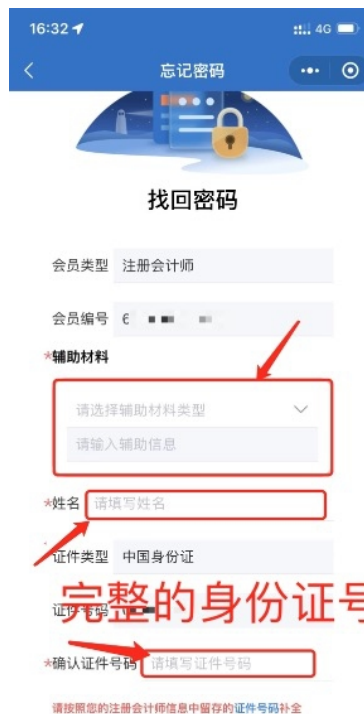 16:32
4G
忘记密码
找回密码
会员类型 注册会计师
会员编号 6
*辅助材料
请选择辅助材料类型
请输入辅助信息
*姓名 请填写姓名
证件类型 中国身份证
完整的身份证号
证件号码
*确认证件号码 请填写证件号码
请按照您的注册会计师信息中留存的证件号码补全